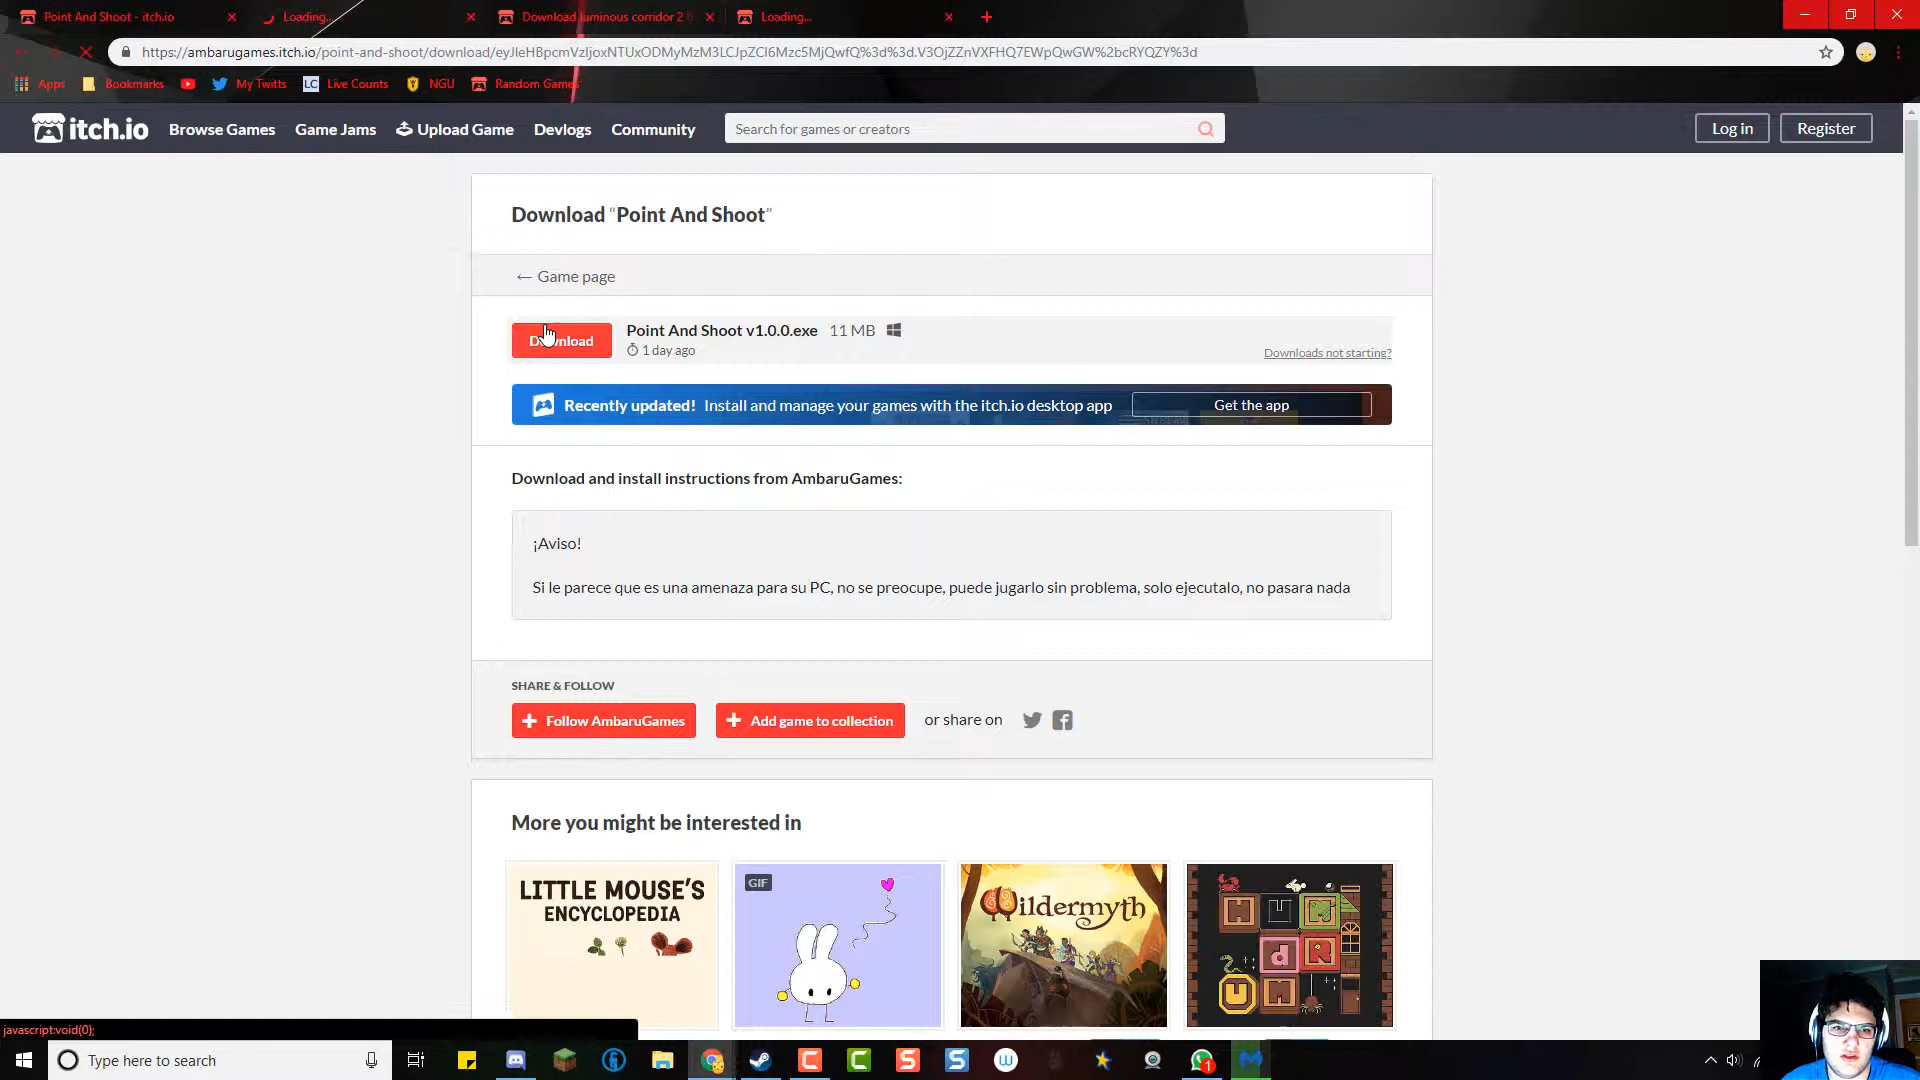 Point And Shoot - itch.io
Loading...
Download luminous corridor 2
Loading...
https://ambarugames.itch.io/point-and-shoot/download/eyJleHBpcmVzIjoxNTUxODMyMzM3LCJpZCI6Mzc5MjQwfQ%3d%3d.V3OjZZnVXFHQ7EWpQwGW%2bcRYQZY%3d
Apps
Bookmarks
My Twitts
LC Live Counts
NGU
Random Game
itch.io
Browse Games
Game Jams
Upload Game
Devlogs
Community
Search for games or creators
Log in
Register
Download “Point And Shoot”
← Game page
Download
Point And Shoot v1.0.0.exe 11 MB
1 day ago
Downloads not starting?
Recently updated! Install and manage your games with the itch.io desktop app
Get the app
Download and install instructions from AmbaruGames:
¡Aviso!
Si le parece que es una amenaza para su PC, no se preocupe, puede jugarlo sin problema, solo ejecutalo, no pasara nada
SHARE & FOLLOW
+ Follow AmbaruGames
+ Add game to collection
or share on
More you might be interested in
LITTLE MOUSE'S
ENCYCLOPEDIA
GIF
Wildermyth
HUM
dR
UM
javascript:void(0);
Type here to search
1